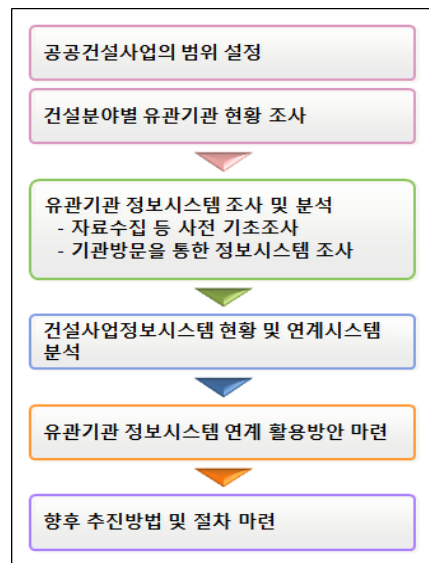 공공건설사업의 범위 설정
건설분야별 유관기관 현황 조사
유관기관 정보시스템 조사 및 분석
- 자료수집 등 사전 기초조사
- 기관방문을 통한 정보시스템 조사
건설사업정보시스템 현황 및 연계시스템
분석
유관기관 정보시스템 연계 활용방안 마련
향후 추진방법 및 절차 마련